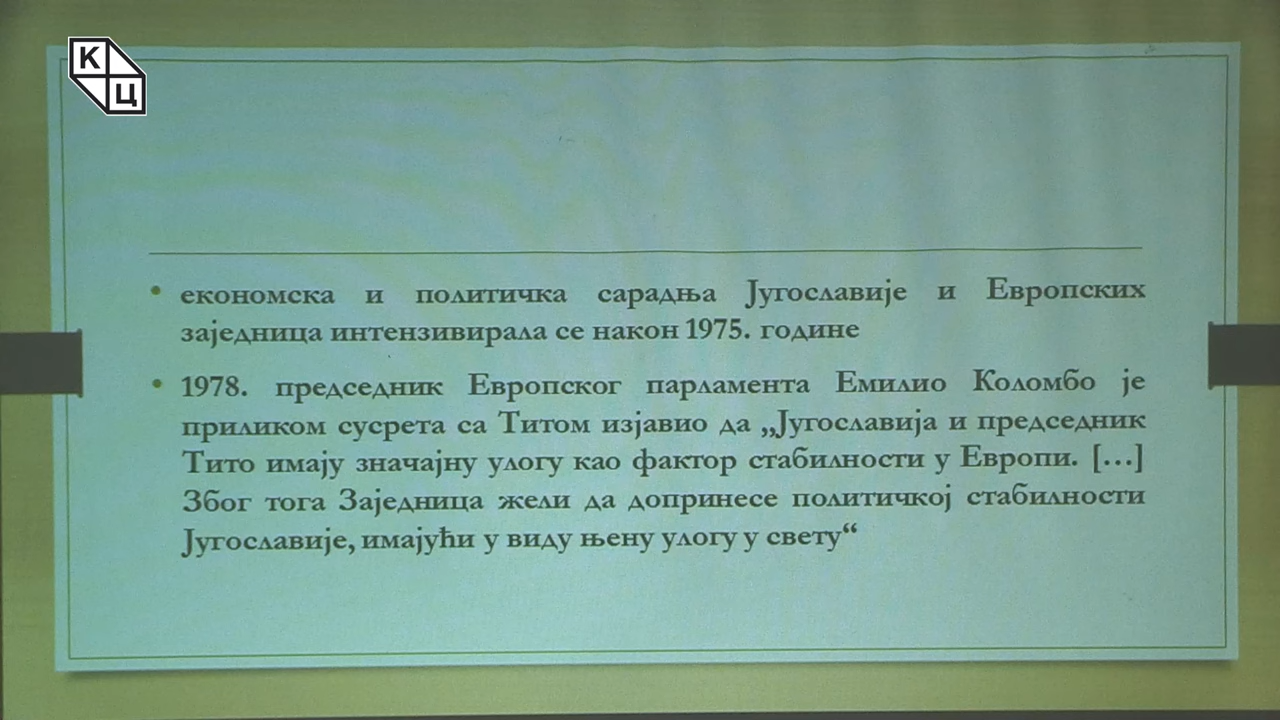 КЦ
• економска и политичка сарадња Југославије и Европских
заједница интензивирала се након 1975. године
• 1978. председник Европског парламента Емилио Коломбо је
приликом сусрета са Титом изјавио да „Југославија и председник
Тито имају значајну улогу као фактор стабилности у Европи. […]
Због тога Заједница жели да допринесе политичкој стабилности
Југославије, имајући у виду њену улогу у свету“